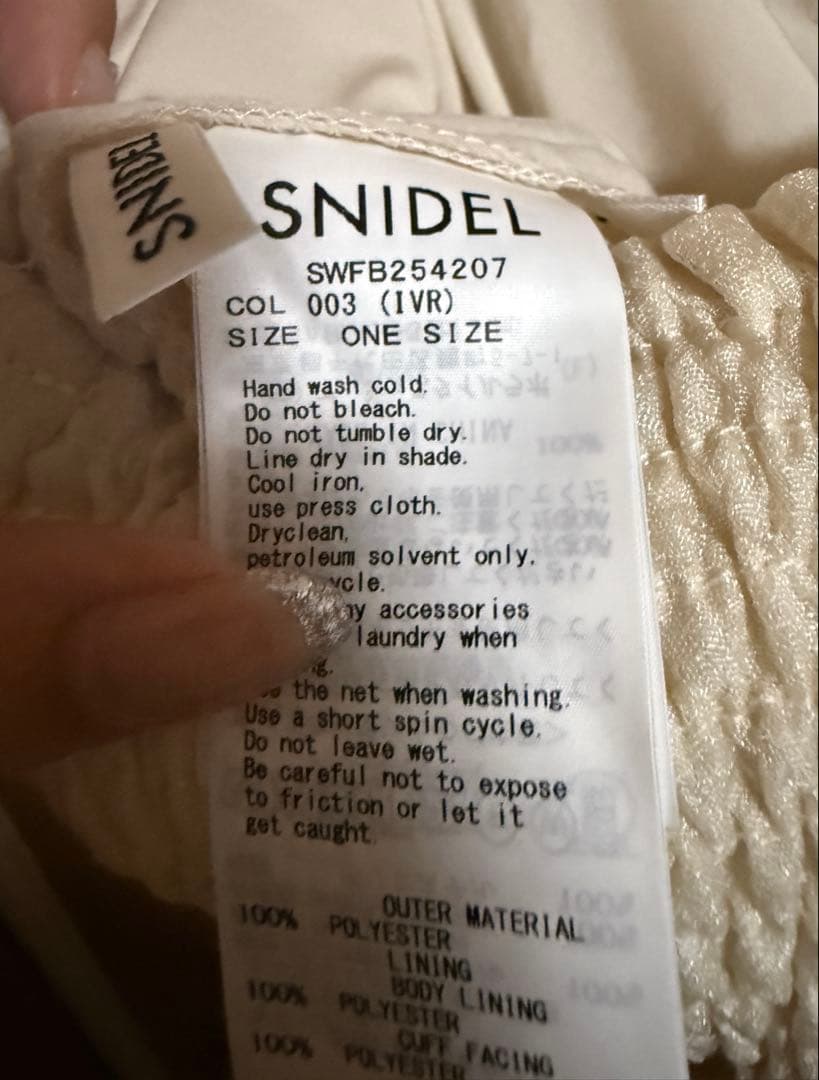 SNIDEL
SNIDEL
SWFB254207
COL 003 (IVR)
SIZE ONE SIZE
Hand wash cold.
Do not bleach.
Do not tumble dry.
Line dry in shade.
Cool iron,
use press cloth.
Dryclean,
petroleum solvent only.
accessories
laundry when
the net when washing.
Use a short spin cycle.
Do not leave wet.
Be careful not to expose
to friction or let it
get caught
OUTER MATERIAL
100% POLYESTER
LINING
BODY LINING
100% POLYESTER
CUFF FACING
100% POLYESTER